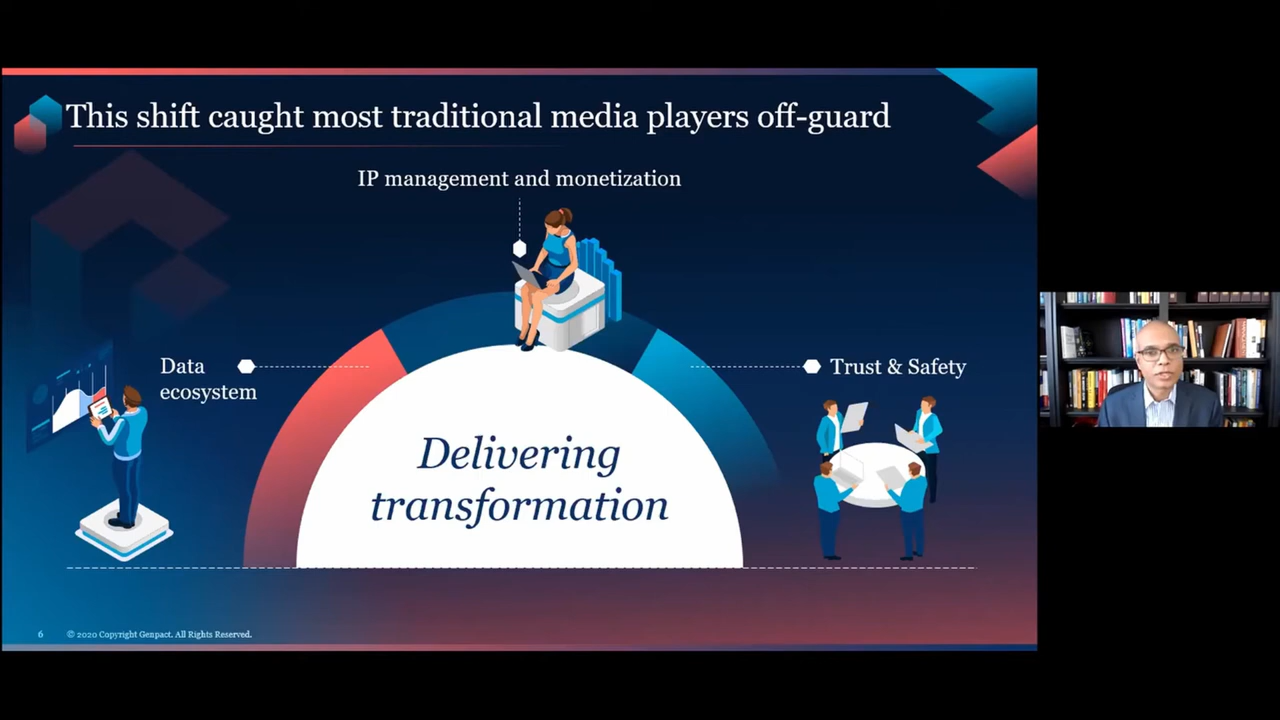 This shift caught most traditional media players off-guard
IP management and monetization
Data
ecosystem
Trust & Safety
Delivering
transformation
6 © 2020 Copyright Genpact. All Rights Reserved.